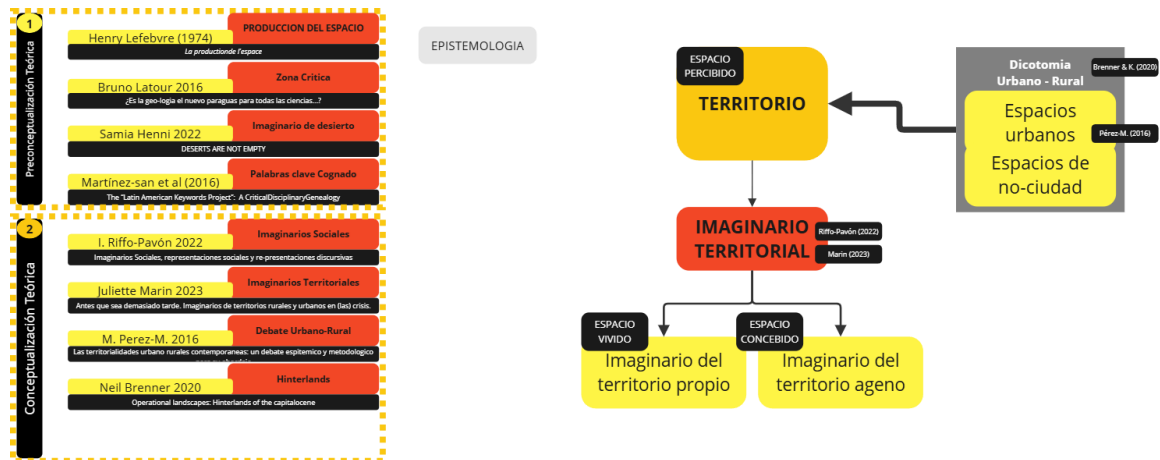 1
Preconceptualización Teórica
PRODUCCION DEL ESPACIO
Henry Lefebvre (1974)
La productionde l'espace
Zona Critica
Bruno Latour 2016
¿Es la geo-logía el nuevo paraguas para todas las ciencias...?
Imaginario de desierto
Samia Henni 2022
DESERTS ARE NOT EMPTY
Palabras clave Cognado
Martínez-san et al (2016)
The "Latin American Keywords Project": A CriticalDisciplinaryGenealogy
2
Conceptualización Teórica
Imaginarios Sociales
I. Riffo-Pavón 2022
Imaginarios Sociales, representaciones sociales y re-presentaciones discursivas
Imaginarios Territoriales
Juliette Marin 2023
Antes que sea demasiado tarde. Imaginarios de territorios rurales y urbanos en (las) crisis.
Debate Urbano-Rural
M. Perez-M. 2016
Las territorialidades urbano rurales contemporaneas: un debate espitemico y metodologico
Hinterlands
Neil Brenner 2020
Operational landscapes: Hinterlands of the capitalocene
EPISTEMOLOGIA
ESPACIO
PERCIBIDO
TERRITORIO
Dicotomia
Urbano - Rural
Brenner & K. (2020)
Espacios
urbanos
Pérez-M. (2016)
Espacios de
no-ciudad
IMAGINARIO
TERRITORIAL
Riffo-Pavón (2022)
Marin (2023)
ESPACIO
VIVIDO
Imaginario del
territorio propio
ESPACIO
CONCEBIDO
Imaginario del
territorio ageno